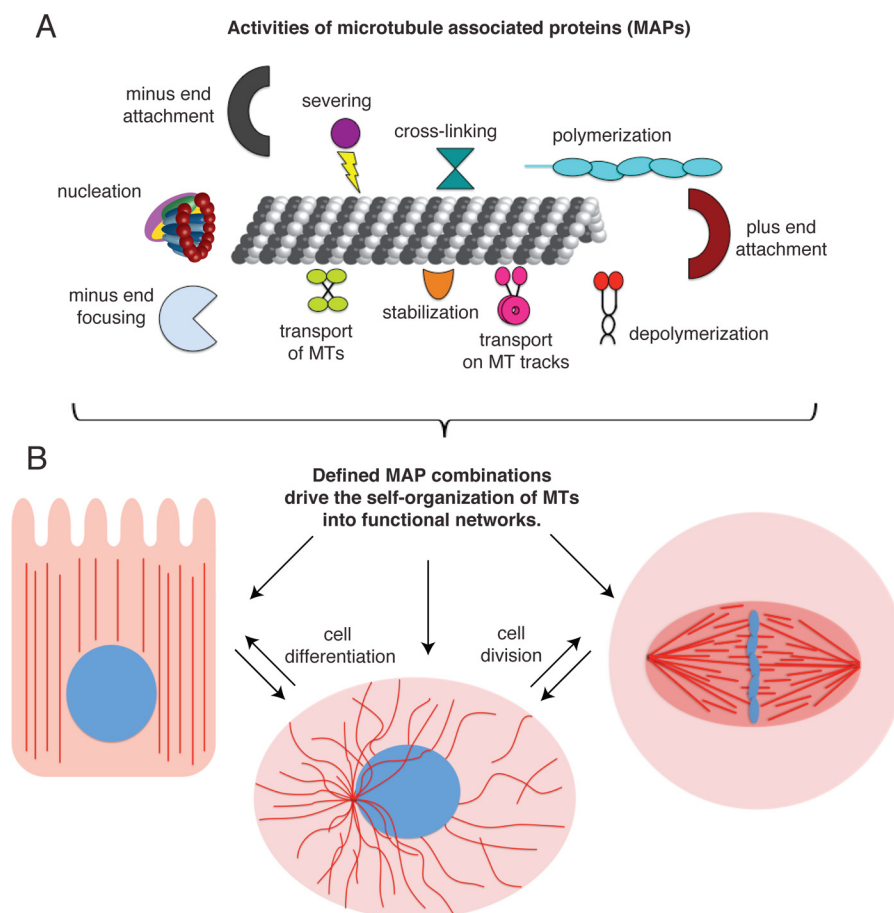 A
Activities of microtubule associated proteins (MAPs)
minus end
attachment
severing
cross-linking
polymerization
nucleation
plus end
attachment
minus end
focusing
transport
of MTs
stabilization
transport
on MT tracks
depolymerization
B
Defined MAP combinations
drive the self-organization of MTs
into functional networks.
cell
differentiation
cell
division